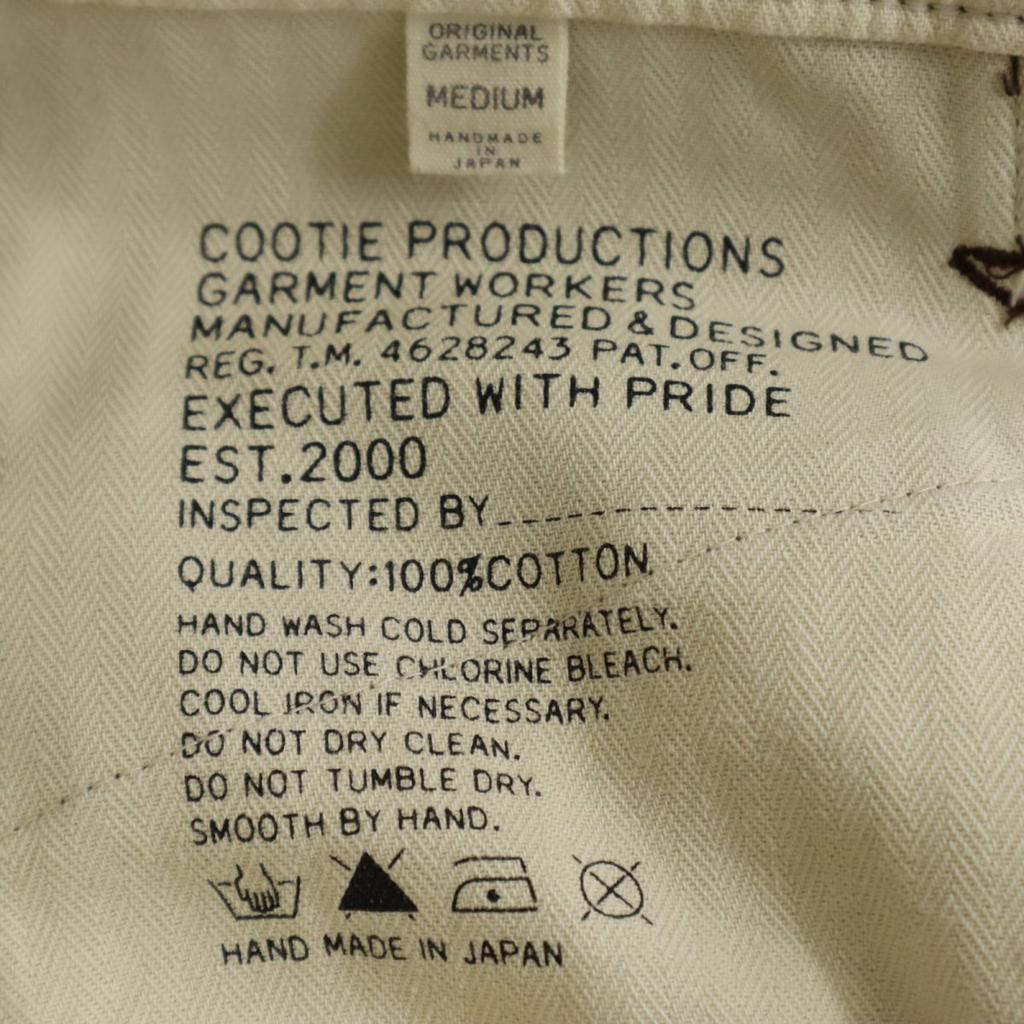 ORIGINAL
GARMENTS
MEDIUM
HANDMADE
IN
JAPAN
COOTIE PRODUCTIONS
GARMENT WORKERS
MANUFACTURED & DESIGNED
REG. T.M. 4628243 PAT.OFF.
EXECUTED WITH PRIDE
EST.2000
INSPECTED BY
QUALITY:100%COTTON.
HAND WASH COLD SEPARATELY.
DO NOT USE CHLORINE BLEACH.
COOL IRON IF NECESSARY.
DO NOT DRY CLEAN.
DO NOT TUMBLE DRY.
SMOOTH BY HAND.
HAND MADE IN JAPAN